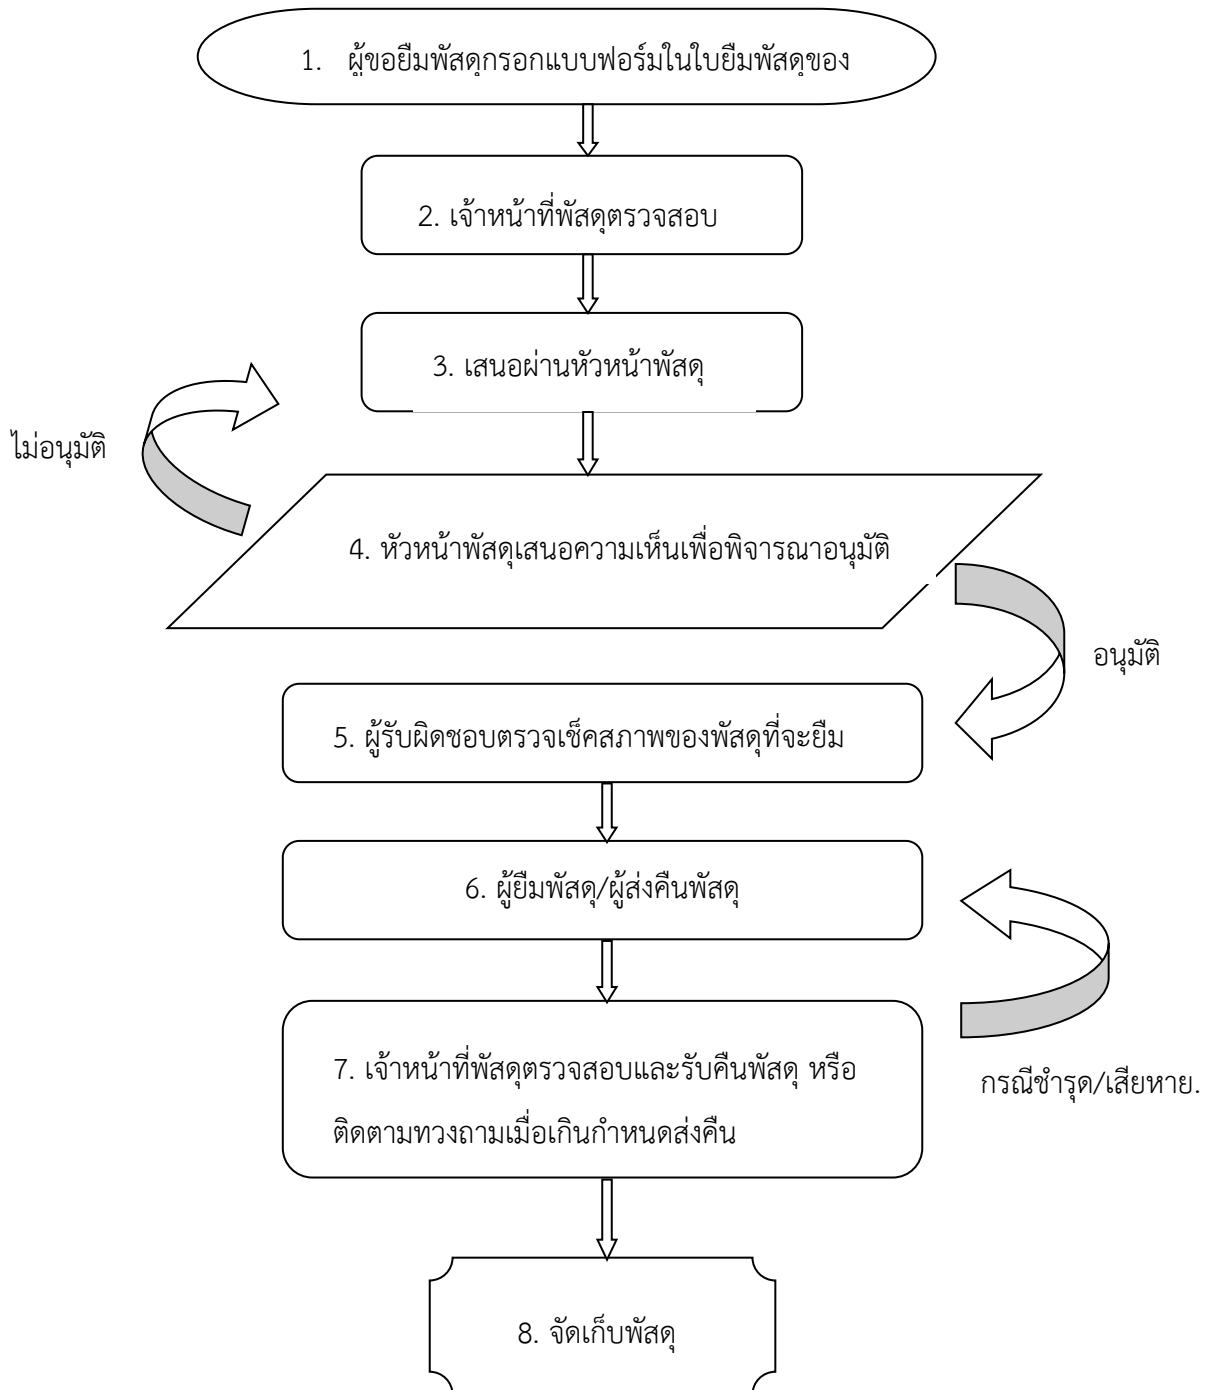 1. ผู้ขอยืมพัสดุกรอกแบบฟอร์มในใบยืมพัสดุของ
2. เจ้าหน้าที่พัสดุตรวจสอบ
3. เสนอผ่านหัวหน้าพัสดุ
ไม่อนุมัติ
4. หัวหน้าพัสดุเสนอความเห็นเพื่อพิจารณาอนุมัติ
อนุมัติ
5. ผู้รับผิดชอบตรวจเช็คสภาพของพัสดุที่จะยืม
6. ผู้ยืมพัสดุ/ผู้ส่งคืนพัสดุ
7. เจ้าหน้าที่พัสดุตรวจสอบและรับคืนพัสดุ หรือ
ติดตามทวงถามเมื่อเกินกำหนดส่งคืน
กรณีชำรุด/เสียหาย.
8. จัดเก็บพัสดุ